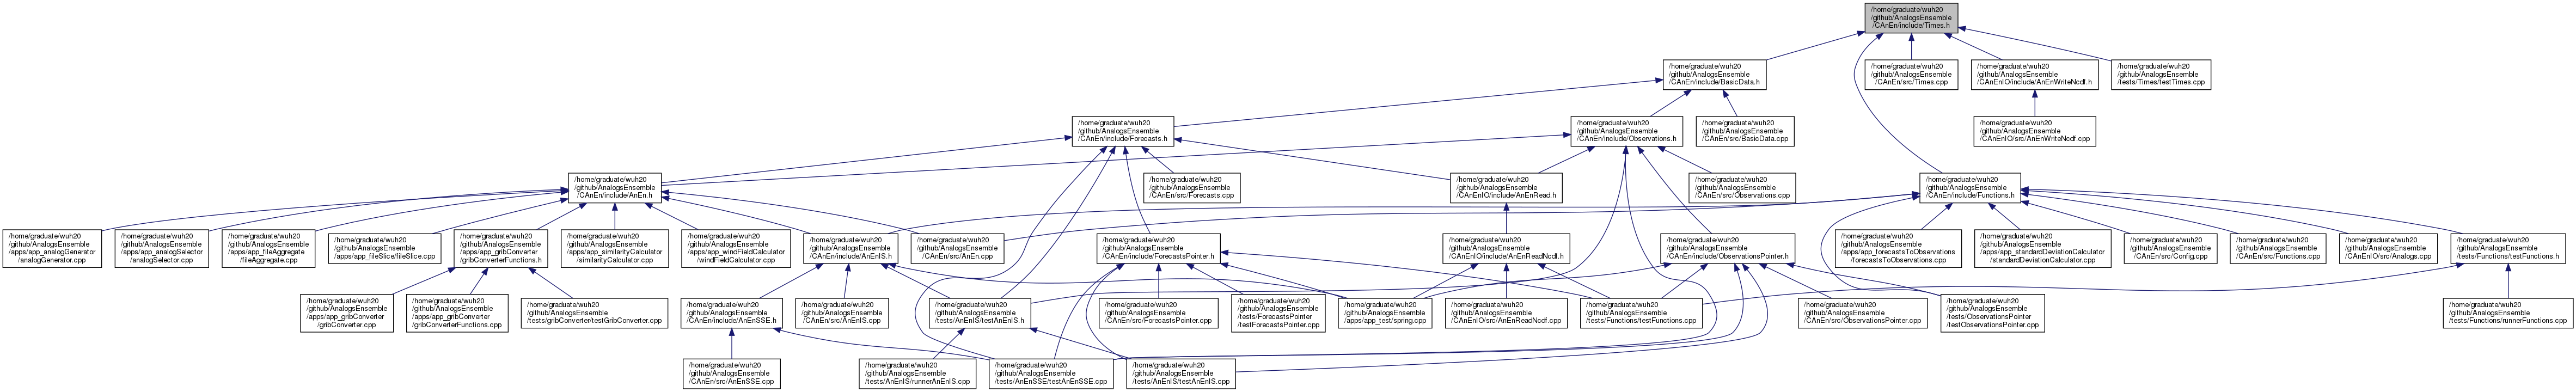 /home/graduate/wuh20
/github/AnalogsEnsemble
/CAnEn/include/Times.h
/home/graduate/wuh20
/github/AnalogsEnsemble
/CAnEn/include/BasicData.h
/home/graduate/wuh20
/github/AnalogsEnsemble
/CAnEn/src/Times.cpp
/home/graduate/wuh20
/github/AnalogsEnsemble
/CAnEnIO/include/AnEnWriteNcdf.h
/home/graduate/wuh20
/github/AnalogsEnsemble
/tests/Times/testTimes.cpp
/home/graduate/wuh20
/github/AnalogsEnsemble
/CAnEn/include/Forecasts.h
/home/graduate/wuh20
/github/AnalogsEnsemble
/CAnEn/include/Observations.h
/home/graduate/wuh20
/github/AnalogsEnsemble
/CAnEn/src/BasicData.cpp
/home/graduate/wuh20
/github/AnalogsEnsemble
/CAnEnIO/src/AnEnWriteNcdf.cpp
/home/graduate/wuh20
/github/AnalogsEnsemble
/CAnEn/include/AnEn.h
/home/graduate/wuh20
/github/AnalogsEnsemble
/CAnEn/src/Forecasts.cpp
/home/graduate/wuh20
/github/AnalogsEnsemble
/CAnEnIO/include/AnEnRead.h
/home/graduate/wuh20
/github/AnalogsEnsemble
/CAnEn/src/Observations.cpp
/home/graduate/wuh20
/github/AnalogsEnsemble
/CAnEn/include/Functions.h
/home/graduate/wuh20
/github/AnalogsEnsemble
/apps/app_analogGenerator
/analogGenerator.cpp
/home/graduate/wuh20
/github/AnalogsEnsemble
/apps/app_analogSelector
/analogSelector.cpp
/home/graduate/wuh20
/github/AnalogsEnsemble
/apps/app_fileAggregate
/fileAggregate.cpp
/home/graduate/wuh20
/github/AnalogsEnsemble
/apps/app_fileSlice/fileSlice.cpp
/home/graduate/wuh20
/github/AnalogsEnsemble
/apps/app_gribConverter
/gribConverterFunctions.h
/home/graduate/wuh20
/github/AnalogsEnsemble
/apps/app_similarityCalculator
/similarityCalculator.cpp
/home/graduate/wuh20
/github/AnalogsEnsemble
/apps/app_windFieldCalculator
/windFieldCalculator.cpp
/home/graduate/wuh20
/github/AnalogsEnsemble
/CAnEn/include/AnEnIS.h
/home/graduate/wuh20
/github/AnalogsEnsemble
/CAnEn/src/AnEn.cpp
/home/graduate/wuh20
/github/AnalogsEnsemble
/CAnEn/include/ForecastsPointer.h
/home/graduate/wuh20
/github/AnalogsEnsemble
/CAnEnIO/include/AnEnReadNcdf.h
/home/graduate/wuh20
/github/AnalogsEnsemble
/CAnEn/include/ObservationsPointer.h
/home/graduate/wuh20
/github/AnalogsEnsemble
/apps/app_forecastsToObservations
/forecastsToObservations.cpp
/home/graduate/wuh20
/github/AnalogsEnsemble
/apps/app_standardDeviationCalculator
/standardDeviationCalculator.cpp
/home/graduate/wuh20
/github/AnalogsEnsemble
/CAnEn/src/Config.cpp
/home/graduate/wuh20
/github/AnalogsEnsemble
/CAnEn/src/Functions.cpp
/home/graduate/wuh20
/github/AnalogsEnsemble
/CAnEnIO/src/Analogs.cpp
/home/graduate/wuh20
/github/AnalogsEnsemble
/tests/Functions/testFunctions.h
/home/graduate/wuh20
/github/AnalogsEnsemble
/apps/app_gribConverter
/gribConverter.cpp
/home/graduate/wuh20
/github/AnalogsEnsemble
/apps/app_gribConverter
/gribConverterFunctions.cpp
/home/graduate/wuh20
/github/AnalogsEnsemble
/tests/gribConverter/testGribConverter.cpp
/home/graduate/wuh20
/github/AnalogsEnsemble
/CAnEn/include/AnEnSSE.h
/home/graduate/wuh20
/github/AnalogsEnsemble
/CAnEn/src/AnEnIS.cpp
/home/graduate/wuh20
/github/AnalogsEnsemble
/tests/AnEnIS/testAnEnIS.h
/home/graduate/wuh20
/github/AnalogsEnsemble
/CAnEn/src/ForecastsPointer.cpp
/home/graduate/wuh20
/github/AnalogsEnsemble
/tests/ForecastsPointer
/testForecastsPointer.cpp
/home/graduate/wuh20
/github/AnalogsEnsemble
/apps/app_test/spring.cpp
/home/graduate/wuh20
/github/AnalogsEnsemble
/CAnEnIO/src/AnEnReadNcdf.cpp
/home/graduate/wuh20
/github/AnalogsEnsemble
/tests/Functions/testFunctions.cpp
/home/graduate/wuh20
/github/AnalogsEnsemble
/CAnEn/src/ObservationsPointer.cpp
/home/graduate/wuh20
/github/AnalogsEnsemble
/tests/ObservationsPointer
/testObservationsPointer.cpp
/home/graduate/wuh20
/github/AnalogsEnsemble
/tests/Functions/runnerFunctions.cpp
/home/graduate/wuh20
/github/AnalogsEnsemble
/CAnEn/src/AnEnSSE.cpp
/home/graduate/wuh20
/github/AnalogsEnsemble
/tests/AnEnIS/runnerAnEnIS.cpp
/home/graduate/wuh20
/github/AnalogsEnsemble
/tests/AnEnSSE/testAnEnSSE.cpp
/home/graduate/wuh20
/github/AnalogsEnsemble
/tests/AnEnIS/testAnEnIS.cpp